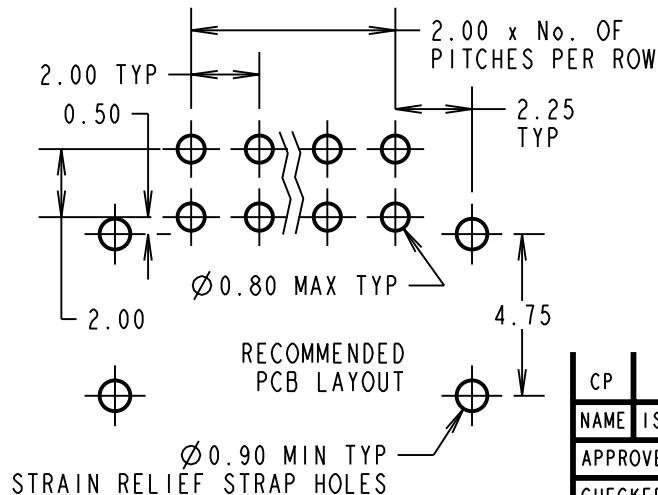 2.00 x No. OF
PITCHES PER ROW
2.00 TYP
0.50
2.25
TYP
Ø0.80 MAX TYP
2.00
4.75
RECOMMENDED
PCB LAYOUT
CP
NAME
Ø0.90 MIN TYP
STRAIN RELIEF STRAP HOLES